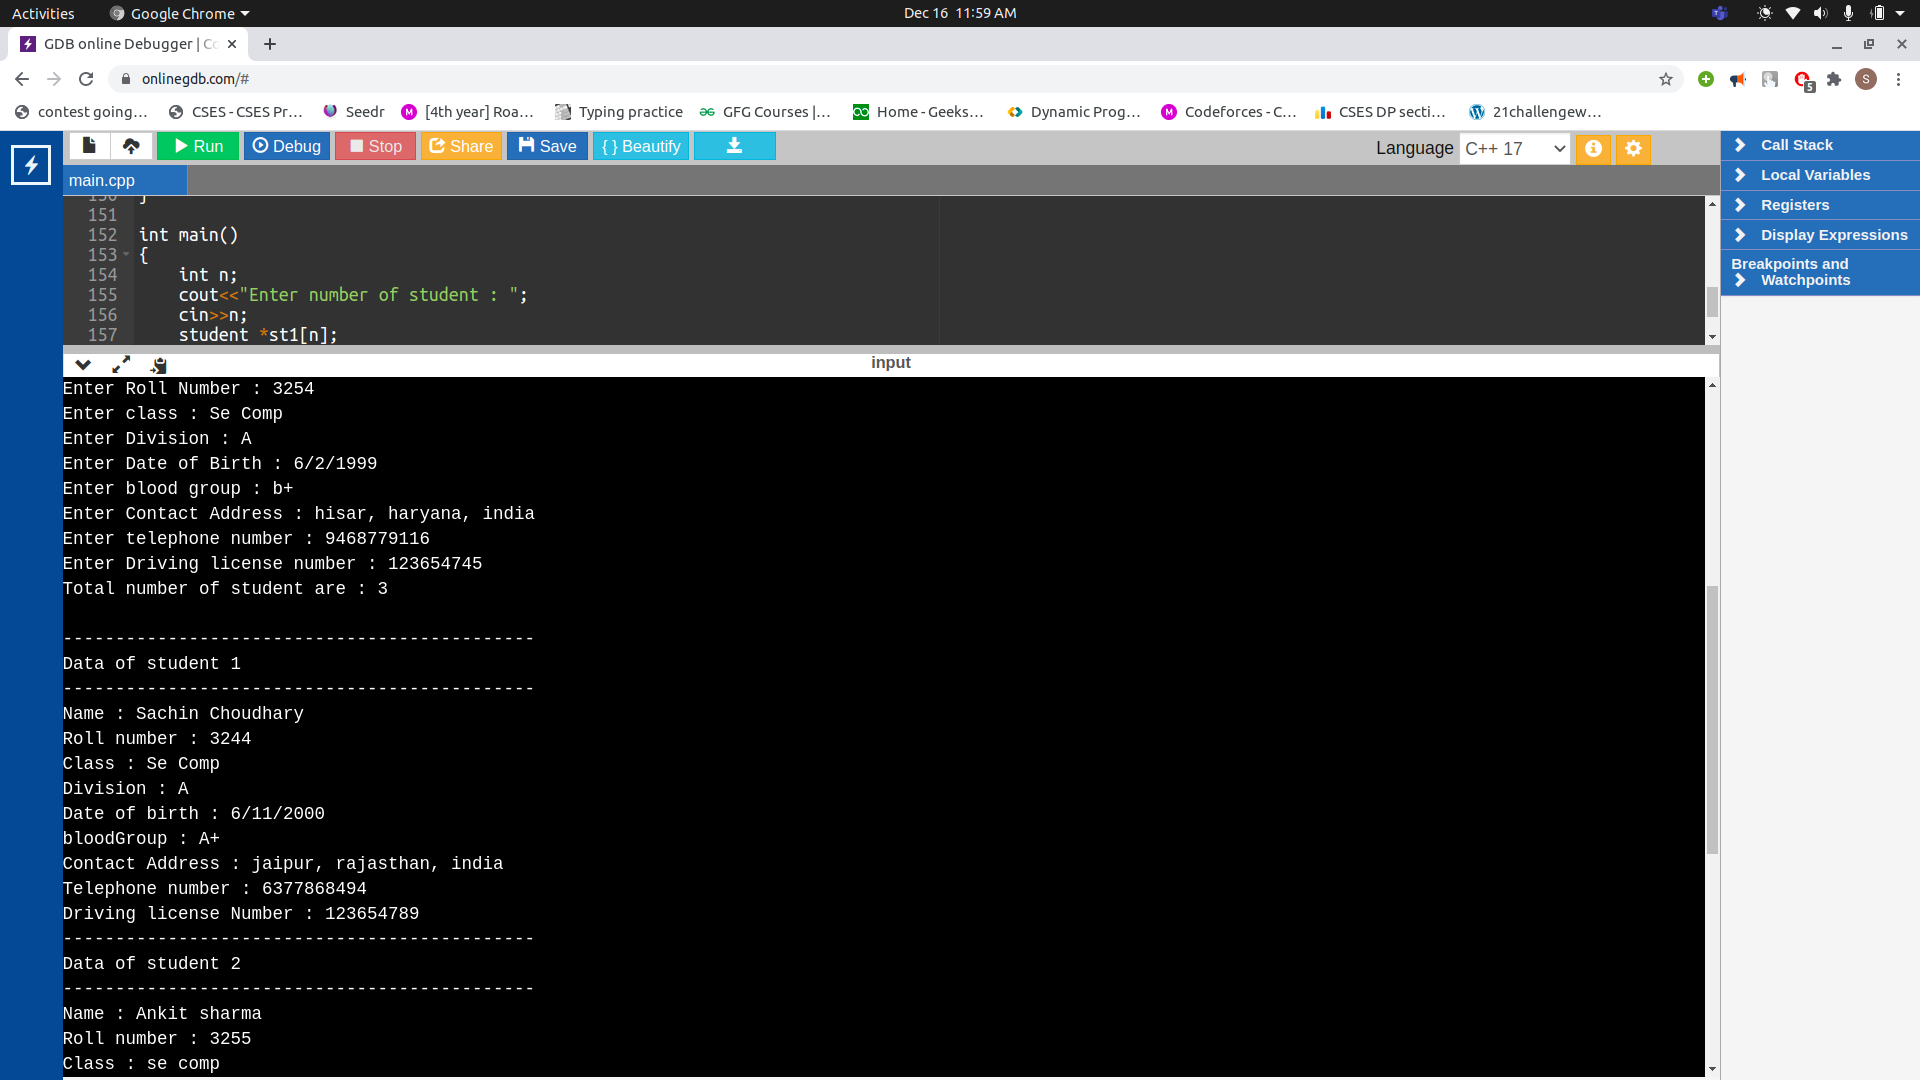 Activities Google Chrome Dec 16 11:59 AM
GDB online Debugger | Co
onlinegdb.com/# 5 S
contest going... CSES - CSES Pr... Seedr [4th year] Roa... Typing practice GFG Courses |... Home - Geeks... Dynamic Prog... Codeforces - C... CSES DP secti... 21challengew...
Run Debug Stop Share Save { } Beautify Language C++ 17
main.cpp
150 }
151
152 int main()
153 {
154 int n;
155 cout<<"Enter number of student : ";
156 cin>>n;
157 student *st1[n];
Call Stack
Local Variables
Registers
Display Expressions
Breakpoints and
Watchpoints
input
Enter Roll Number : 3254
Enter class : Se Comp
Enter Division : A
Enter Date of Birth : 6/2/1999
Enter blood group : b+
Enter Contact Address : hisar, haryana, india
Enter telephone number : 9468779116
Enter Driving license number : 123654745
Total number of student are : 3
---------------------------------------------
Data of student 1
---------------------------------------------
Name : Sachin Choudhary
Roll number : 3244
Class : Se Comp
Division : A
Date of birth : 6/11/2000
bloodGroup : A+
Contact Address : jaipur, rajasthan, india
Telephone number : 6377868494
Driving license Number : 123654789
---------------------------------------------
Data of student 2
---------------------------------------------
Name : Ankit sharma
Roll number : 3255
Class : se comp